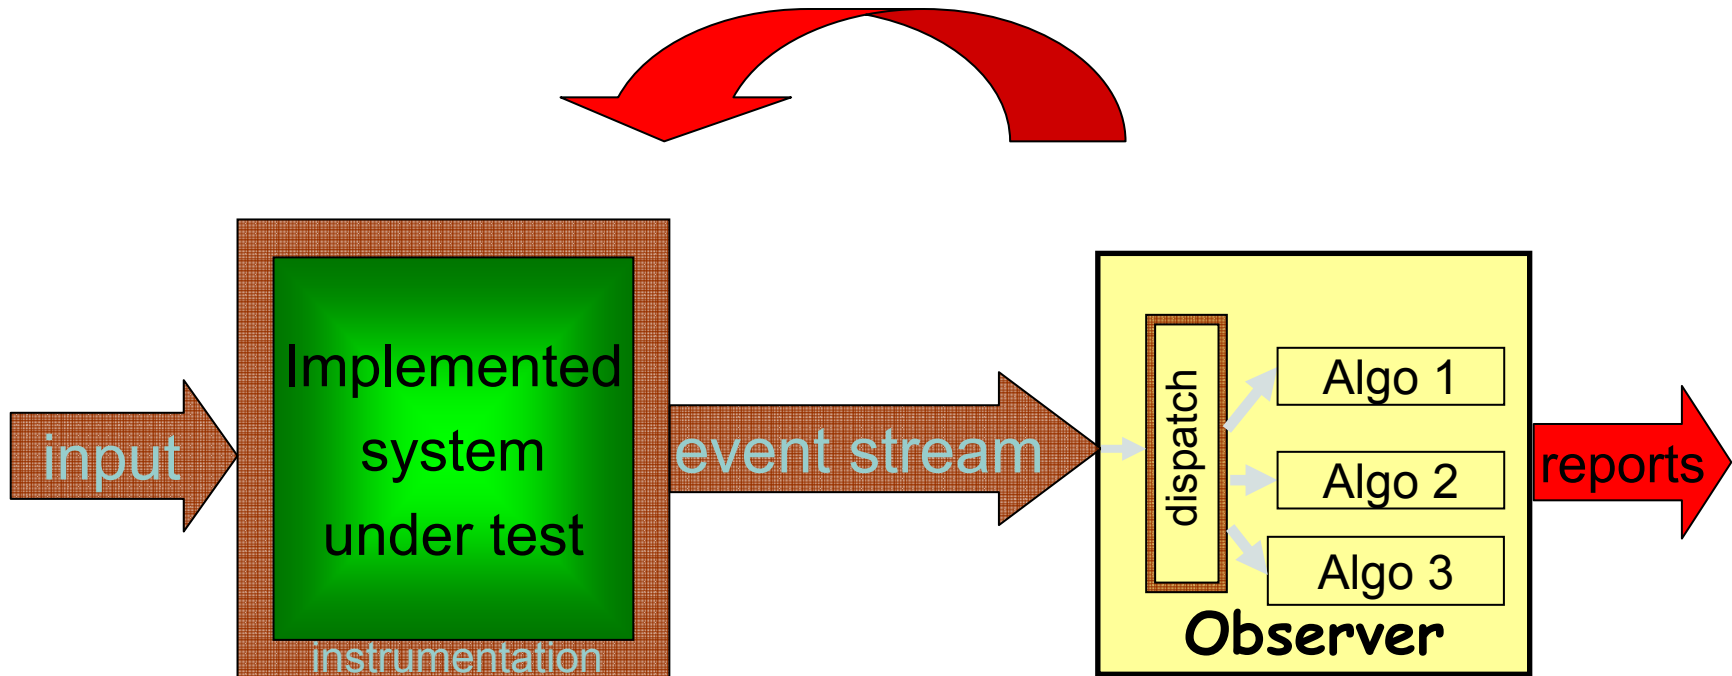 input
Implemented
system
under test
instrumentation
event stream
dispatch
Algo 1
Algo 2
Algo 3
Observer
reports